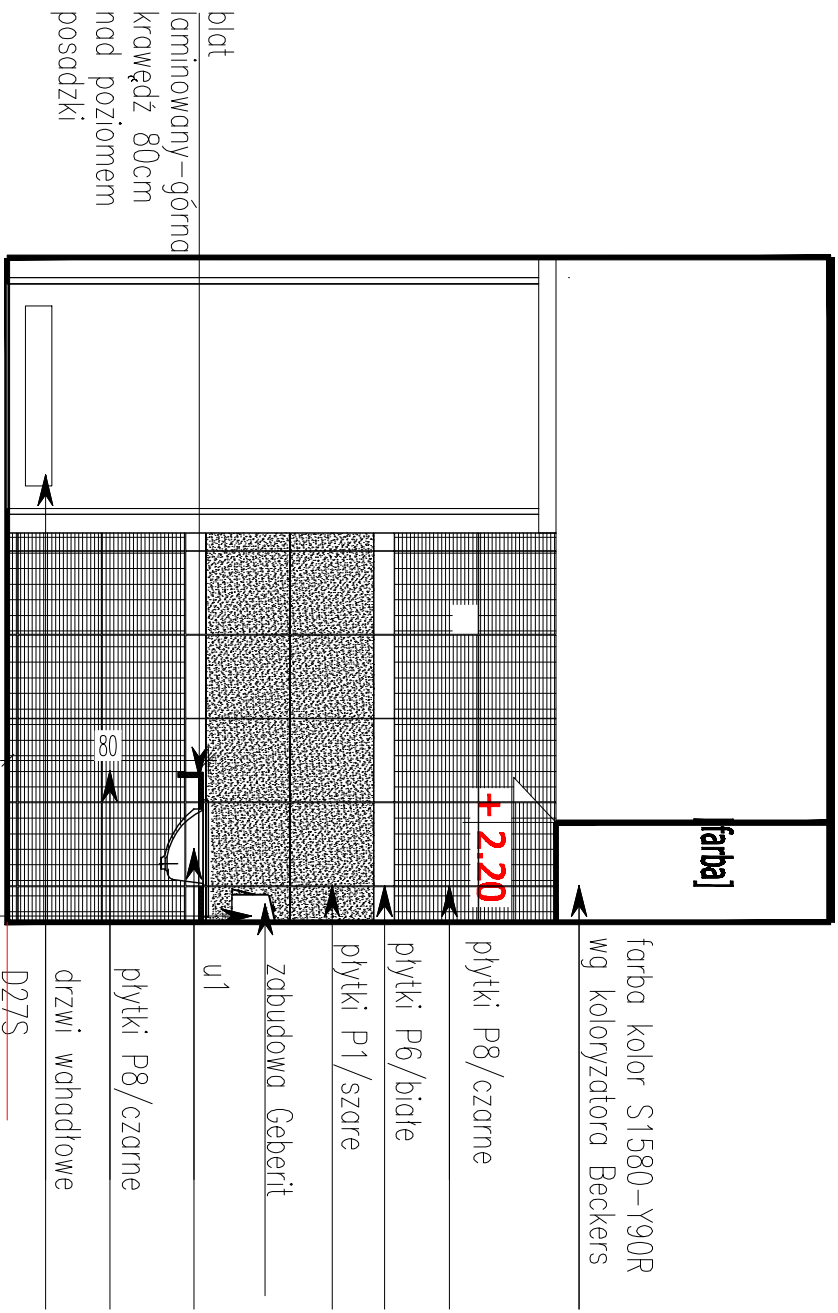 blat
laminowany-górna
krawędź 80cm
nad poziomem
posadzki
[farba]
+ 2.20
80
farba kolor S1580-Y90R
wg koloryzatora Beckers
płytki P8/czarne
płytki P6/białe
płytki P1/szare
zabudowa Geberit
u1
płytki P8/czarne
drzwi wahadłowe
D27S